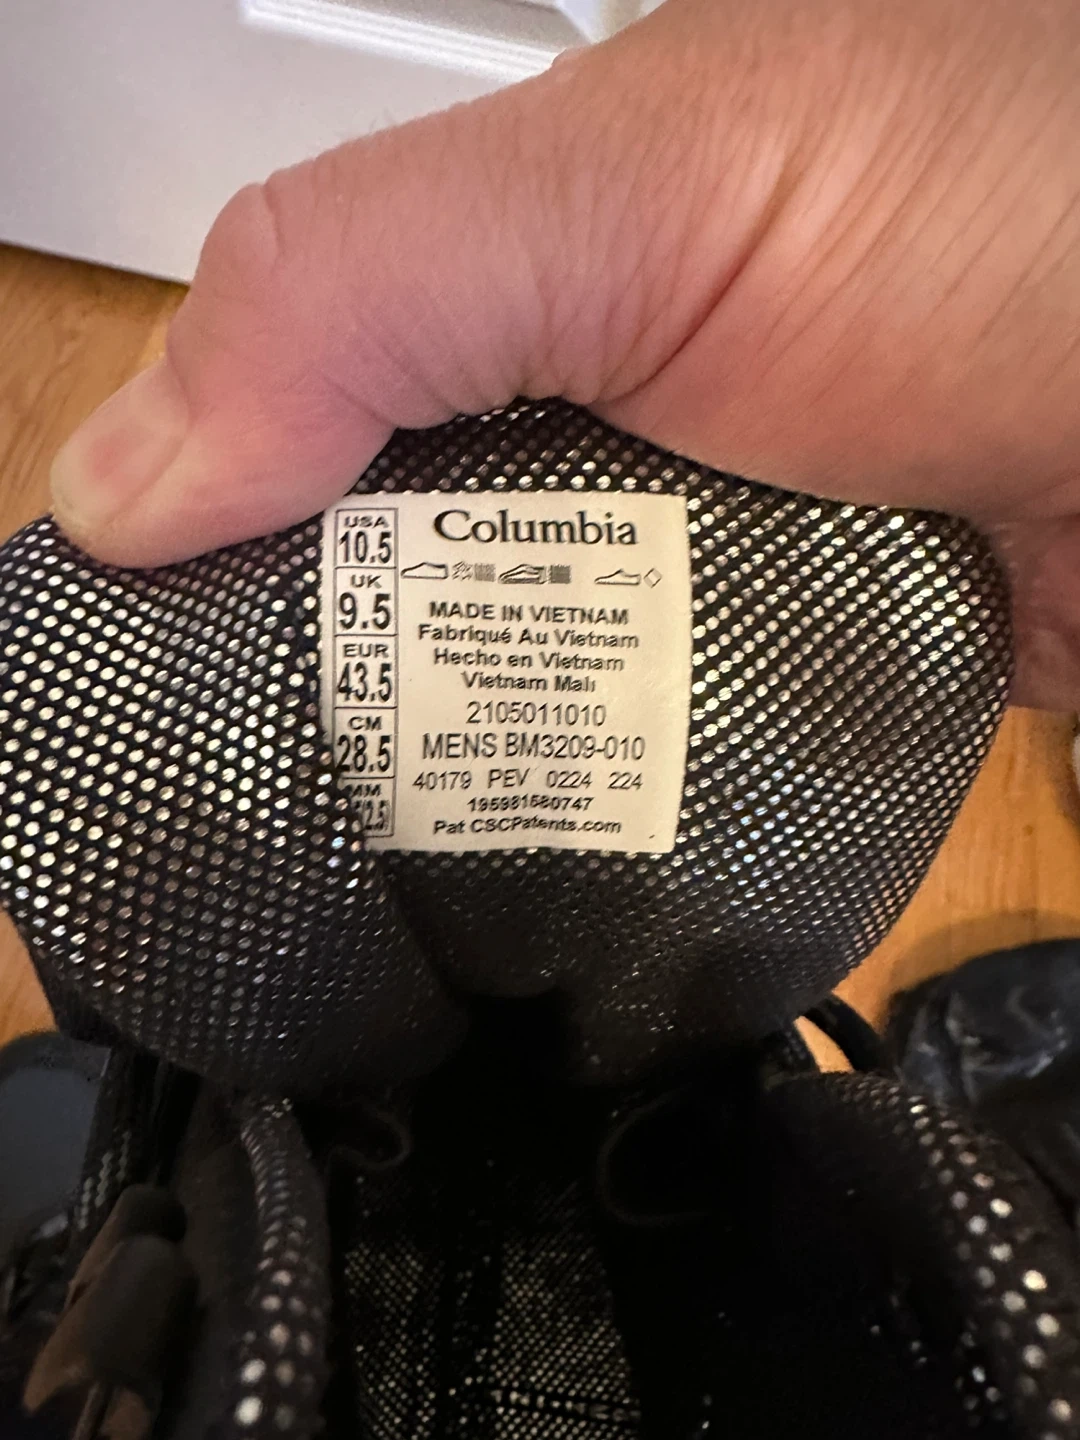 USA
10.5
UK
9.5
EUR
43.5
CM
28.5
MM
Columbia
MADE IN VIETNAM
Fabriqué Au Vietnam
Hecho en Vietnam
Vietnam Malı
2105011010
MENS BM3209-010
40179 PEV 0224 224
195981580747
Pat CSCPatents.com